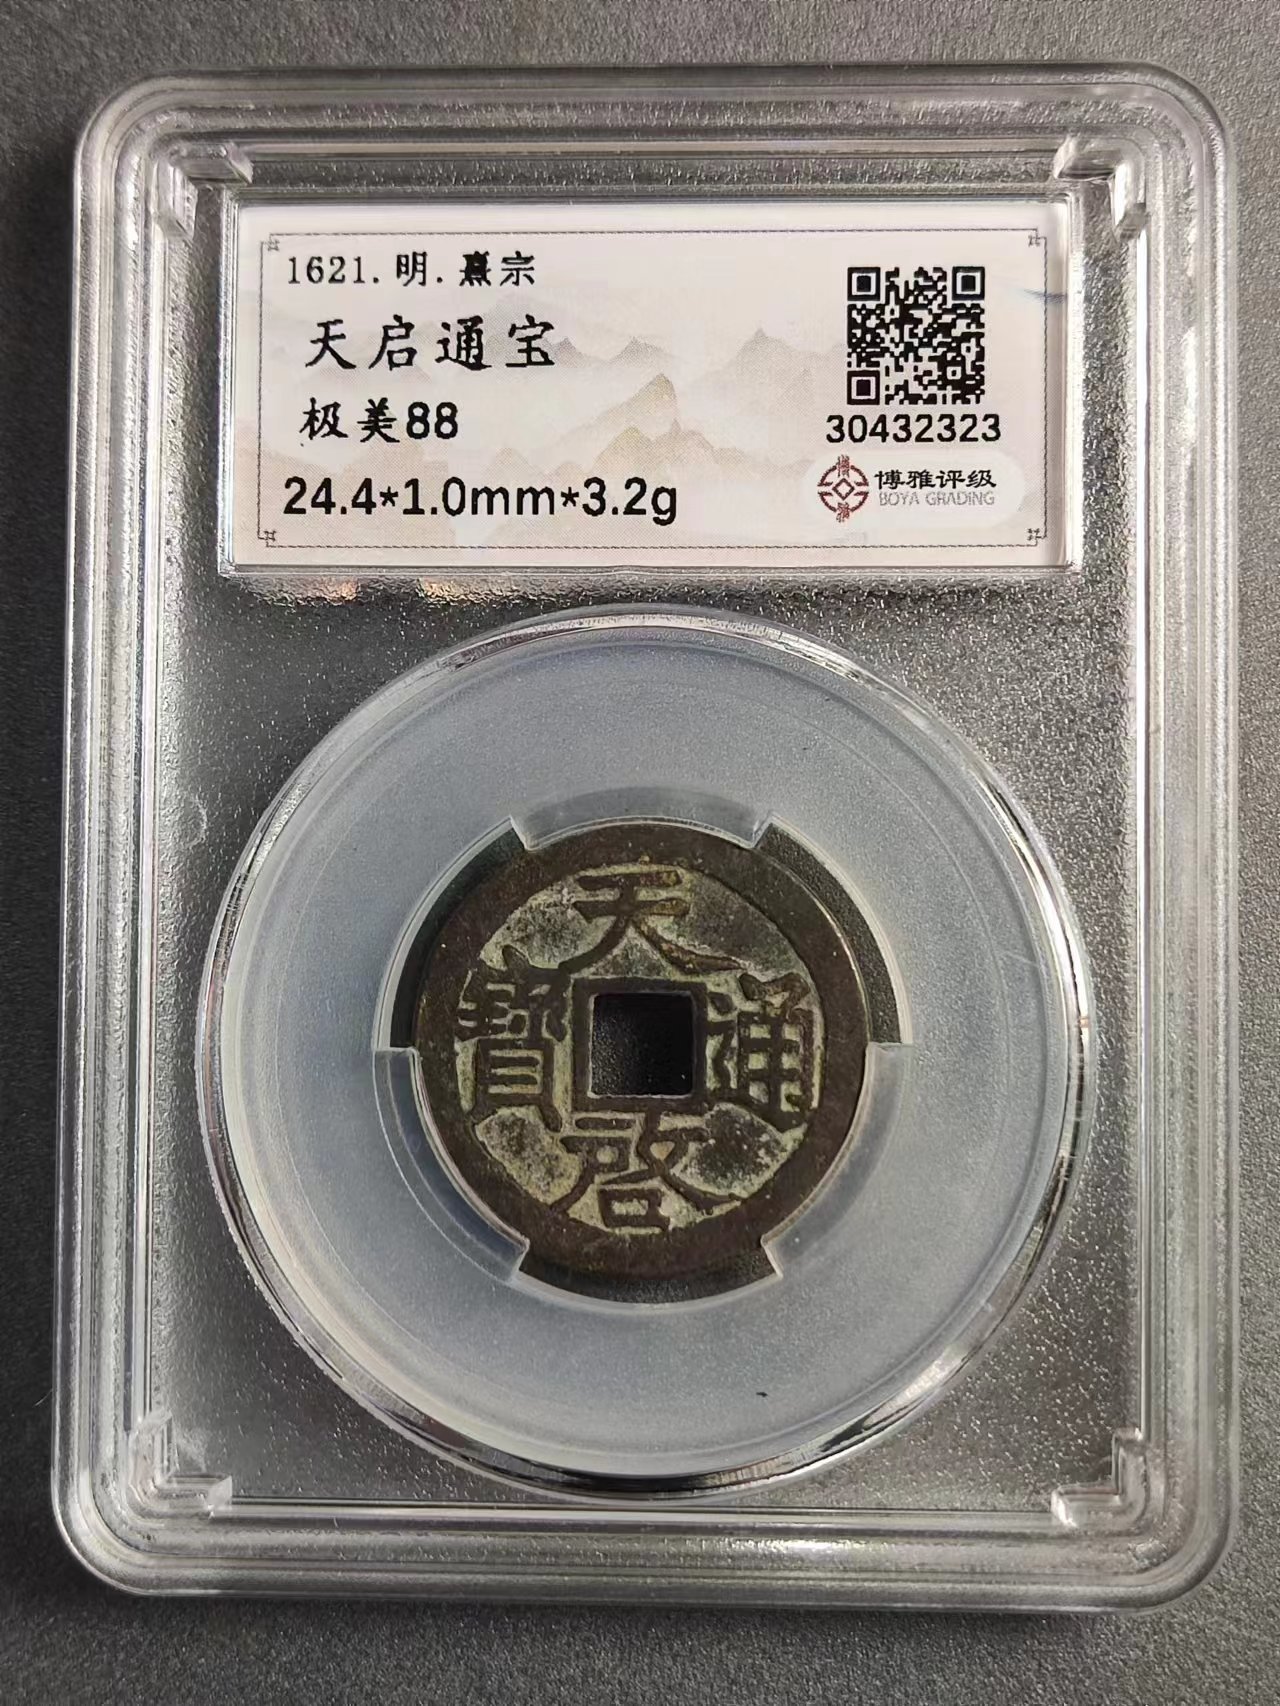 1621.明.熹宗
天启通宝
极美88
24.4*1.0mm*3.2g
30432323
博雅评级
BOYA GRADING
天
啓
通
寶